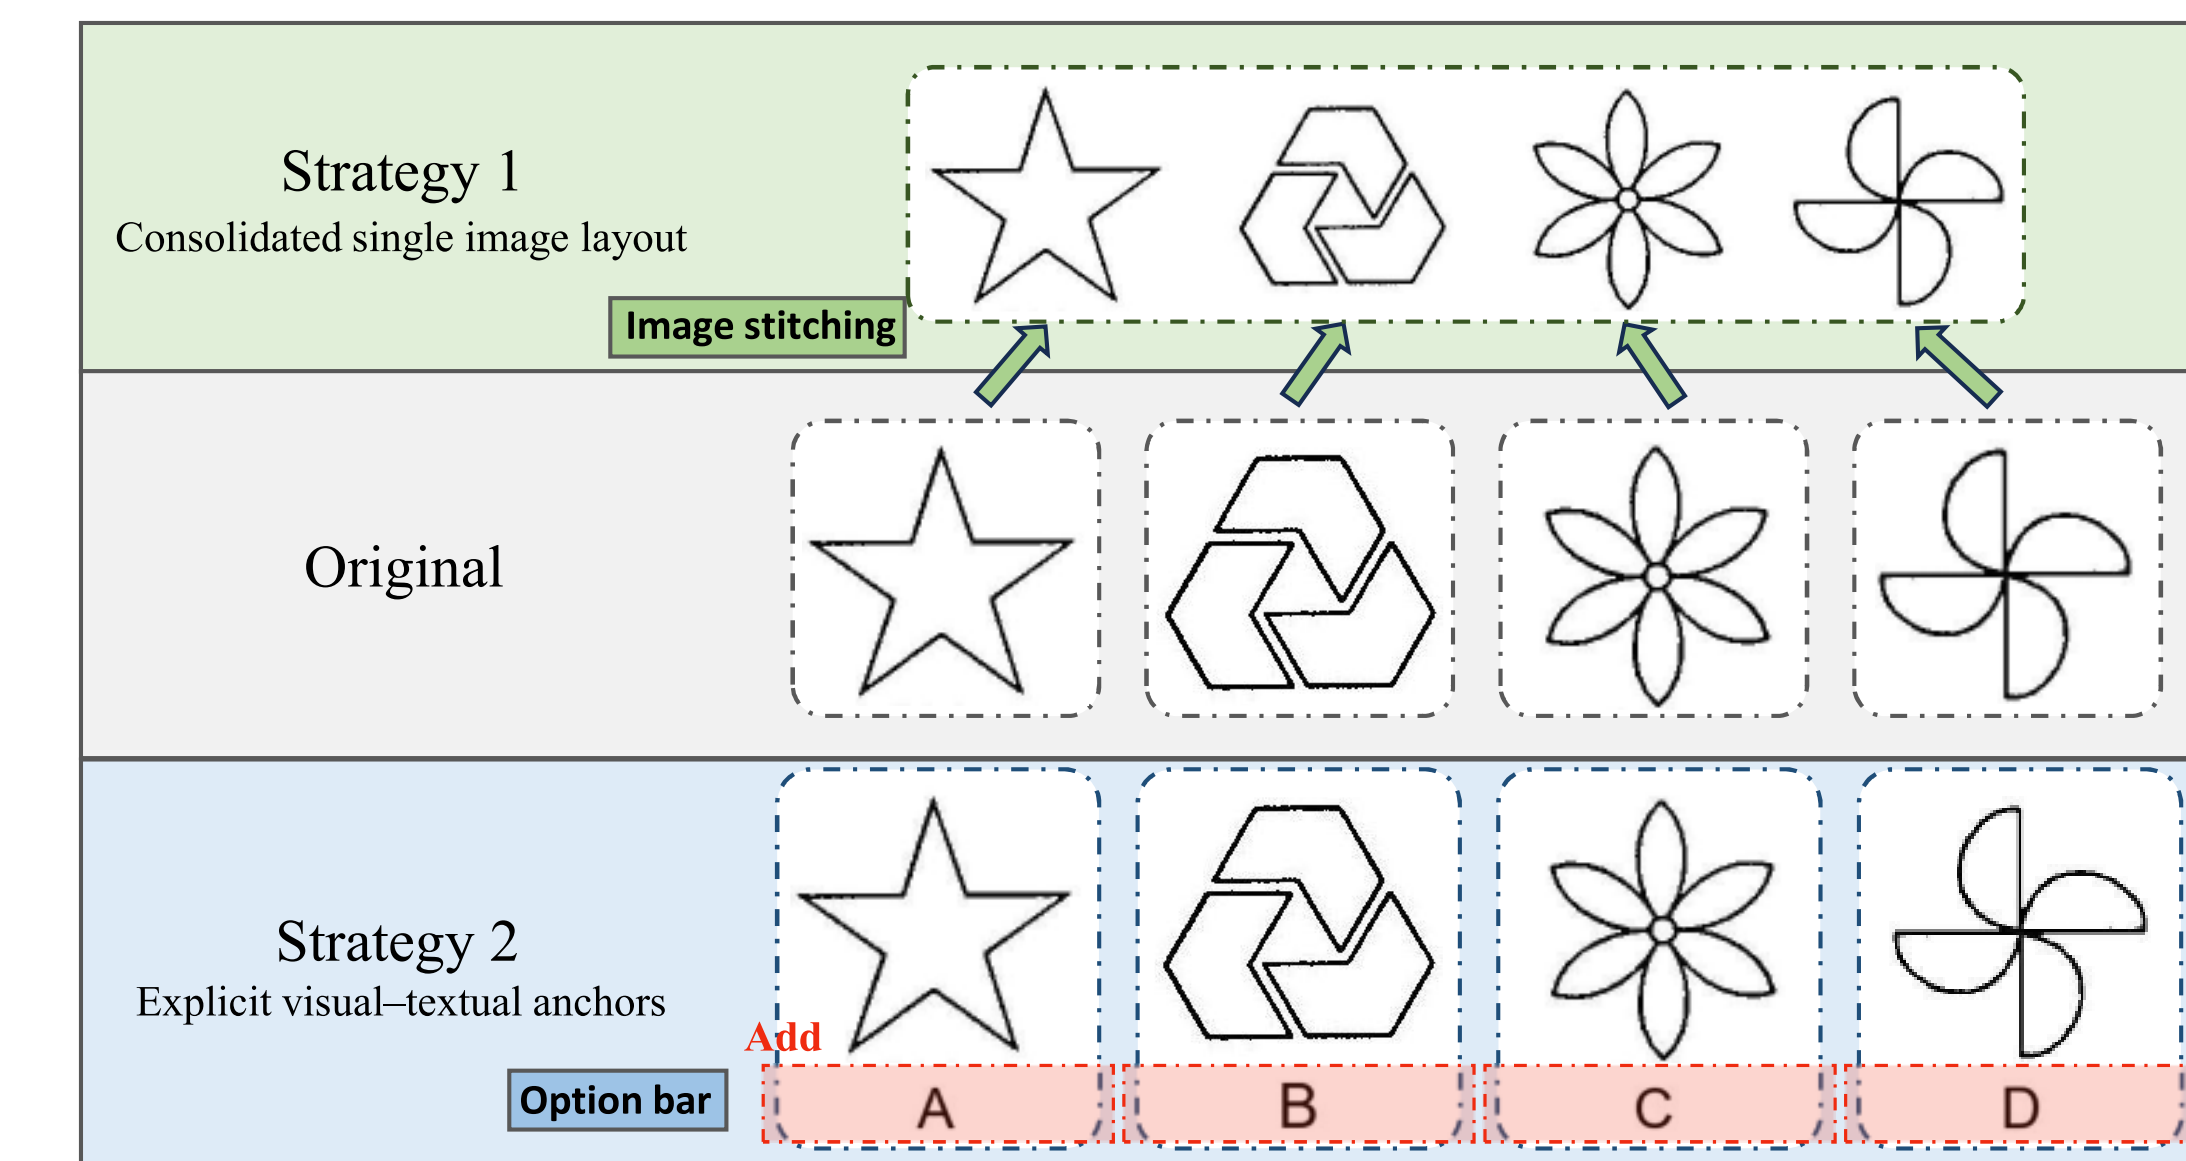 Strategy 1
Consolidated single image layout
Image stitching
Original
Strategy 2
Explicit visual–textual anchors
Add
Option bar
A
B
C
D